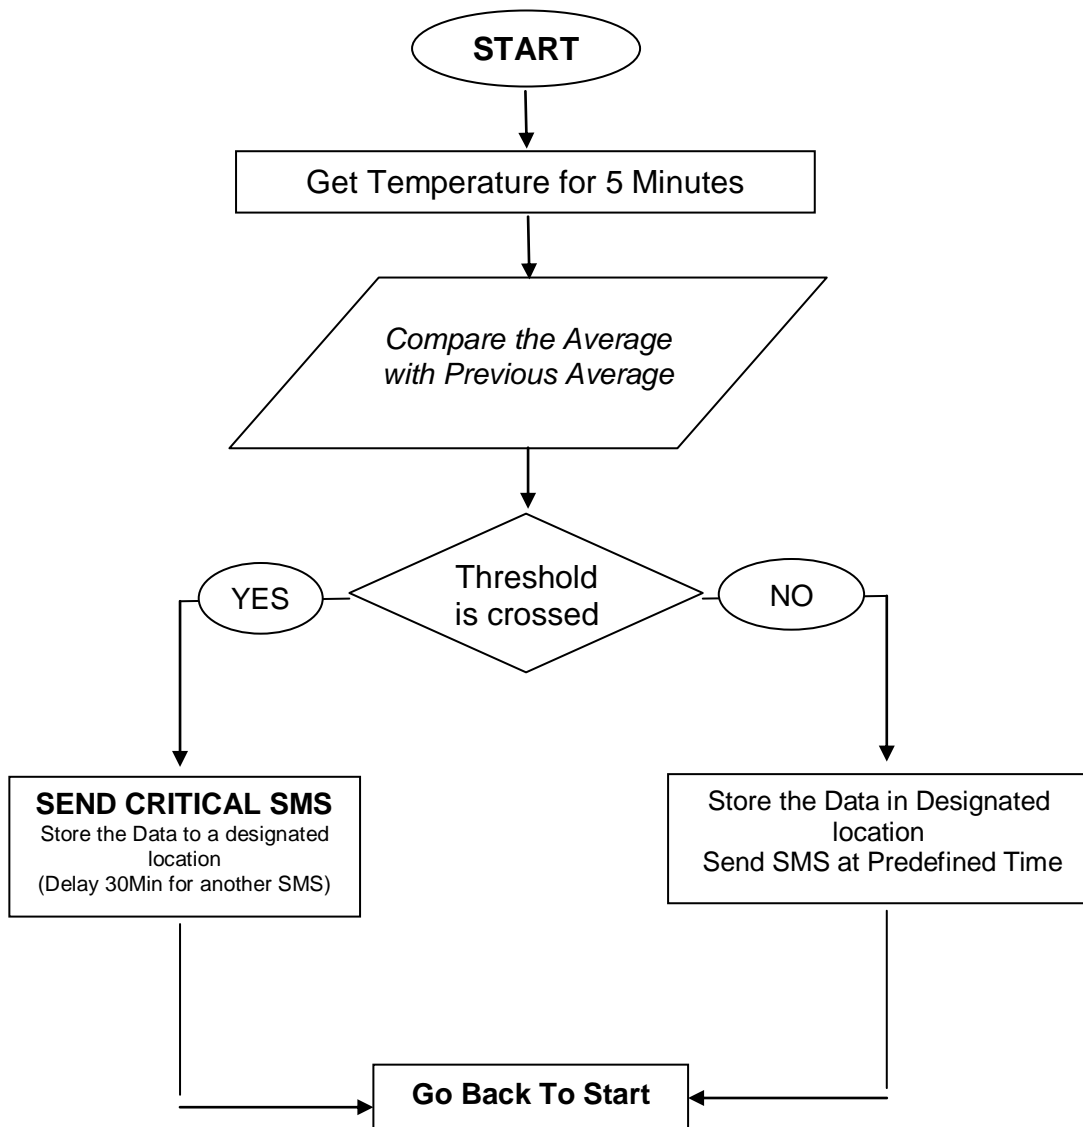 START
Get Temperature for 5 Minutes
Compare the Average
with Previous Average
Threshold
is crossed
YES
NO
SEND CRITICAL SMS
Store the Data to a designated
location
(Delay 30Min for another SMS)
Store the Data in Designated
location
Send SMS at Predefined Time
Go Back To Start